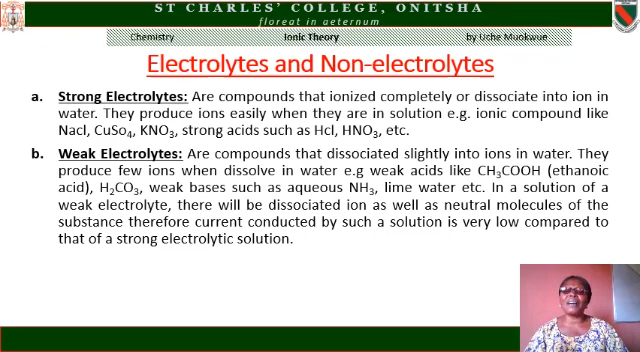 ST CHARLES' COLLEGE, ONITSHA
floreat in aeternum
Chemistry Ionic Theory by Uche Muokwue
Electrolytes and Non-electrolytes
a. Strong Electrolytes: Are compounds that ionized completely or dissociate into ion in
water. They produce ions easily when they are in solution e.g. ionic compound like
Nacl, CuSo₄, KNO₃, strong acids such as Hcl, HNO₃, etc.
b. Weak Electrolytes: Are compounds that dissociated slightly into ions in water. They
produce few ions when dissolve in water e.g weak acids like CH₃COOH (ethanoic
acid), H₂CO₃, weak bases such as aqueous NH₃, lime water etc. In a solution of a
weak electrolyte, there will be dissociated ion as well as neutral molecules of the
substance therefore current conducted by such a solution is very low compared to
that of a strong electrolytic solution.